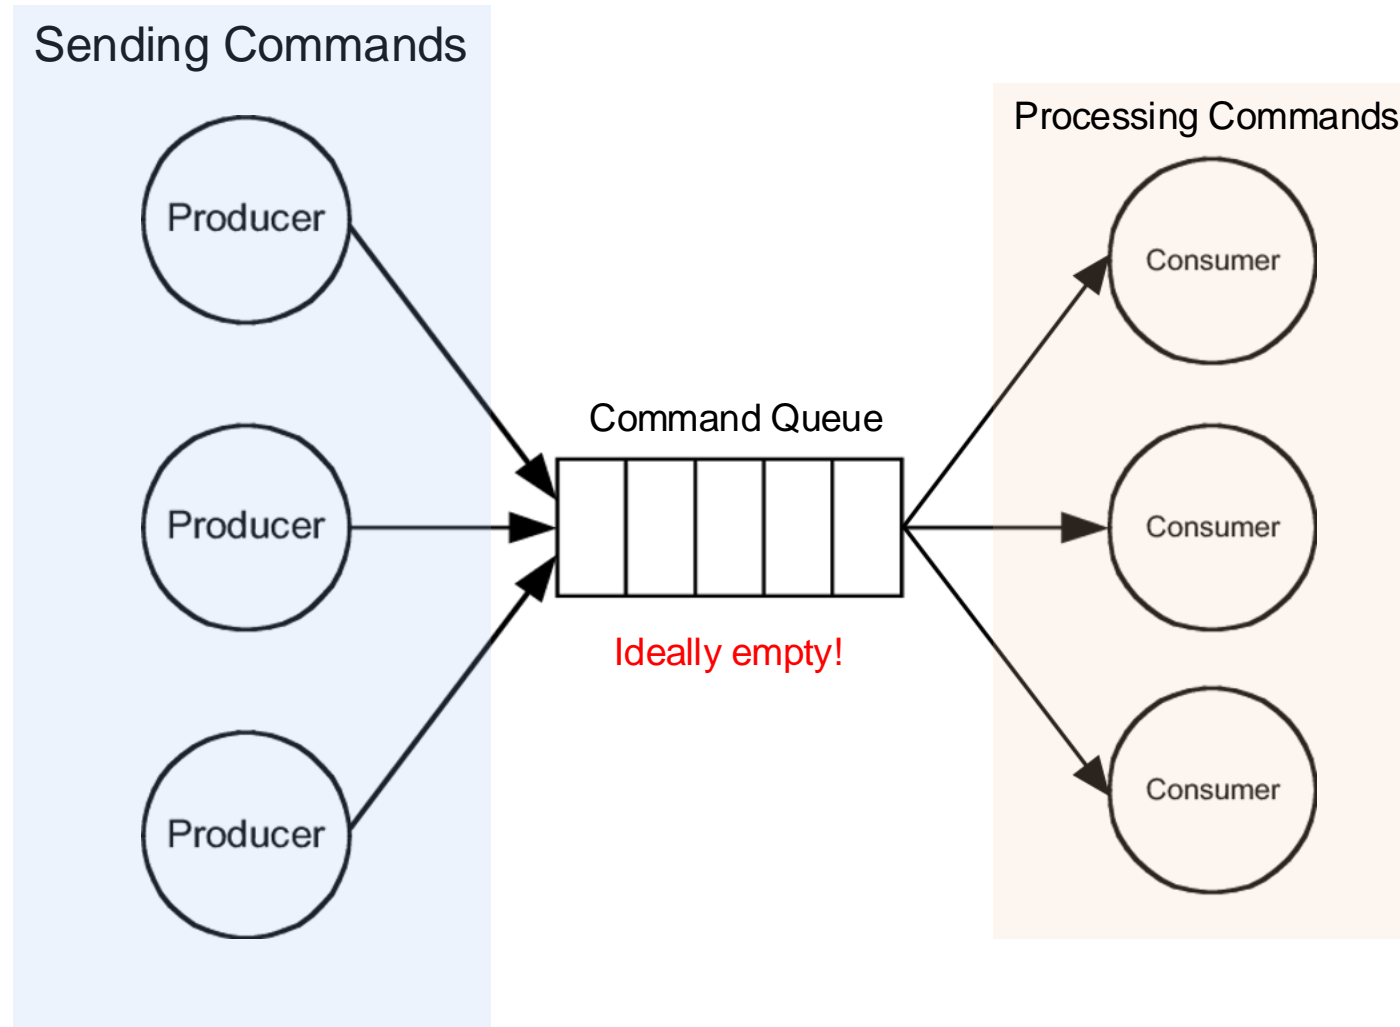 Sending Commands
Processing Commands
Producer
Consumer
Command Queue
Producer
Consumer
Ideally empty!
Producer
Consumer